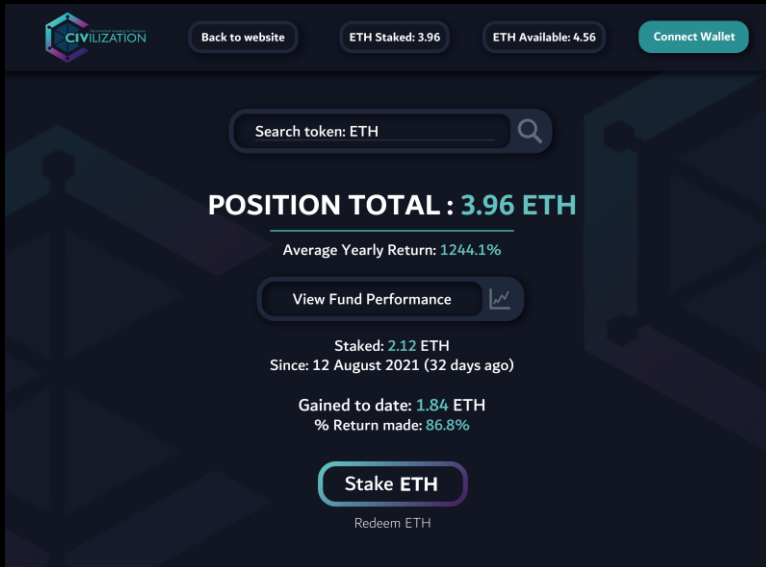 CIVILIZATION
Back to website
ETH Staked: 3.96
ETH Available: 4.56
Connect Wallet
Search token: ETH
POSITION TOTAL : 3.96 ETH
Average Yearly Return: 1244.1%
View Fund Performance
Staked: 2.12 ETH
Since: 12 August 2021 (32 days ago)
Gained to date: 1.84 ETH
% Return made: 86.8%
Stake ETH
Redeem ETH